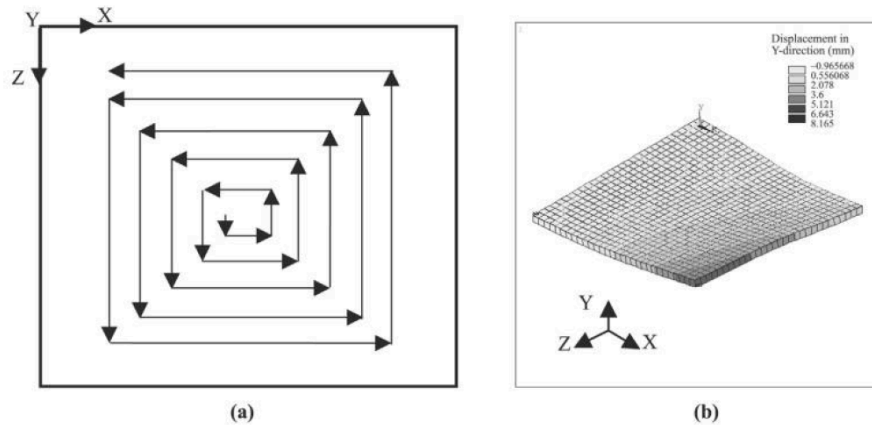 Y
X
Z
(a)
Displacement in
Y-direction (mm)
−0.965668
0.556068
2.078
3.6
5.121
6.643
8.165
Y
Y
Z
X
(b)